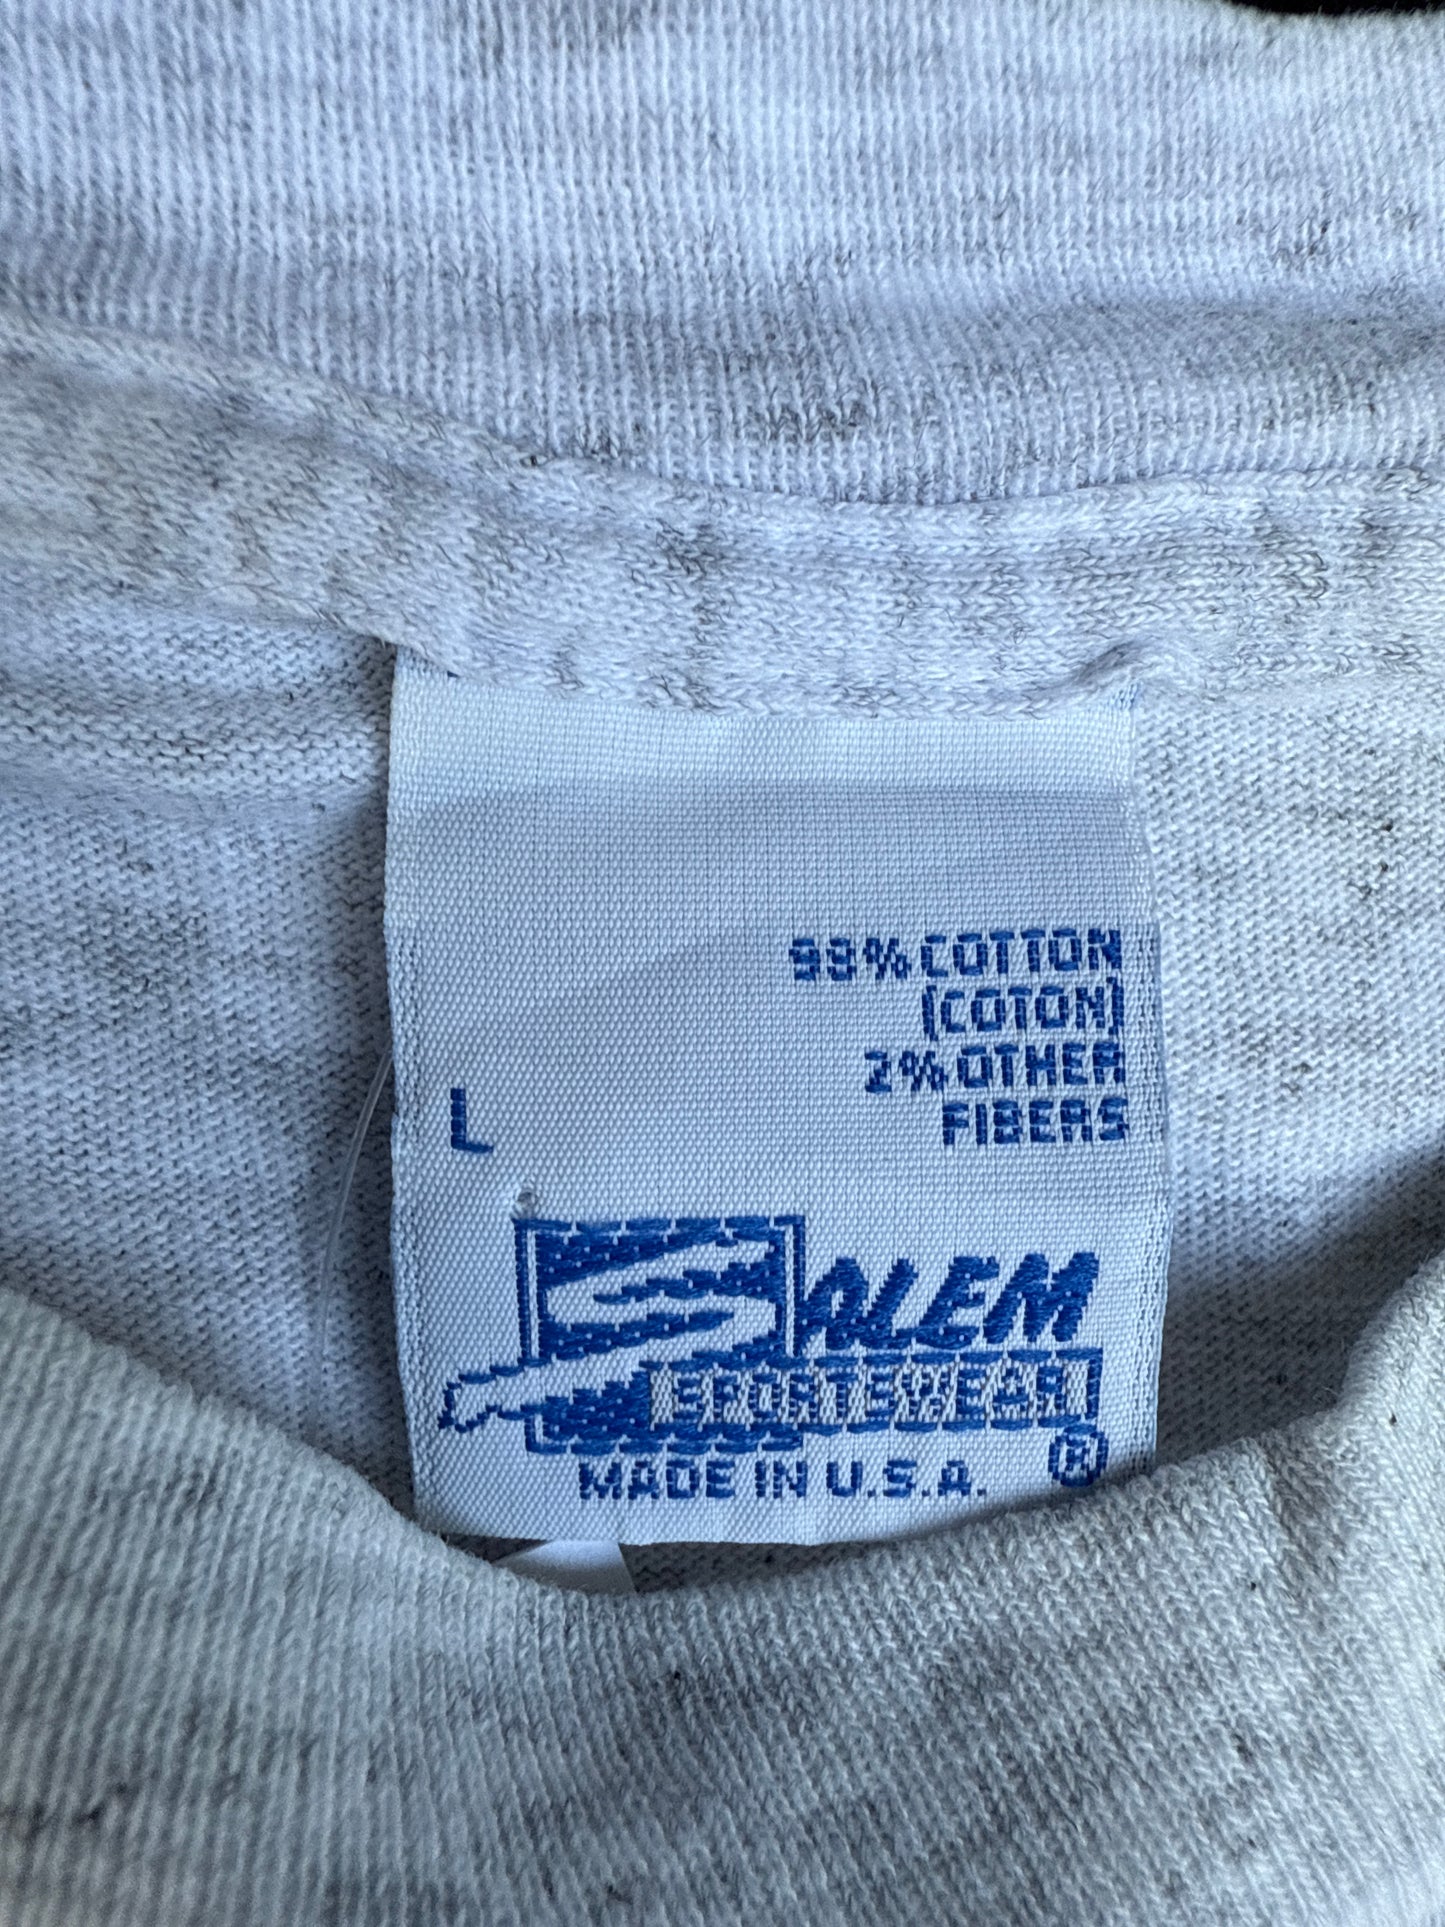 98% COTTON
(COTON)
2% OTHER
FIBERS
L
SALEM
SPORTSWEAR
®
MADE IN U.S.A.